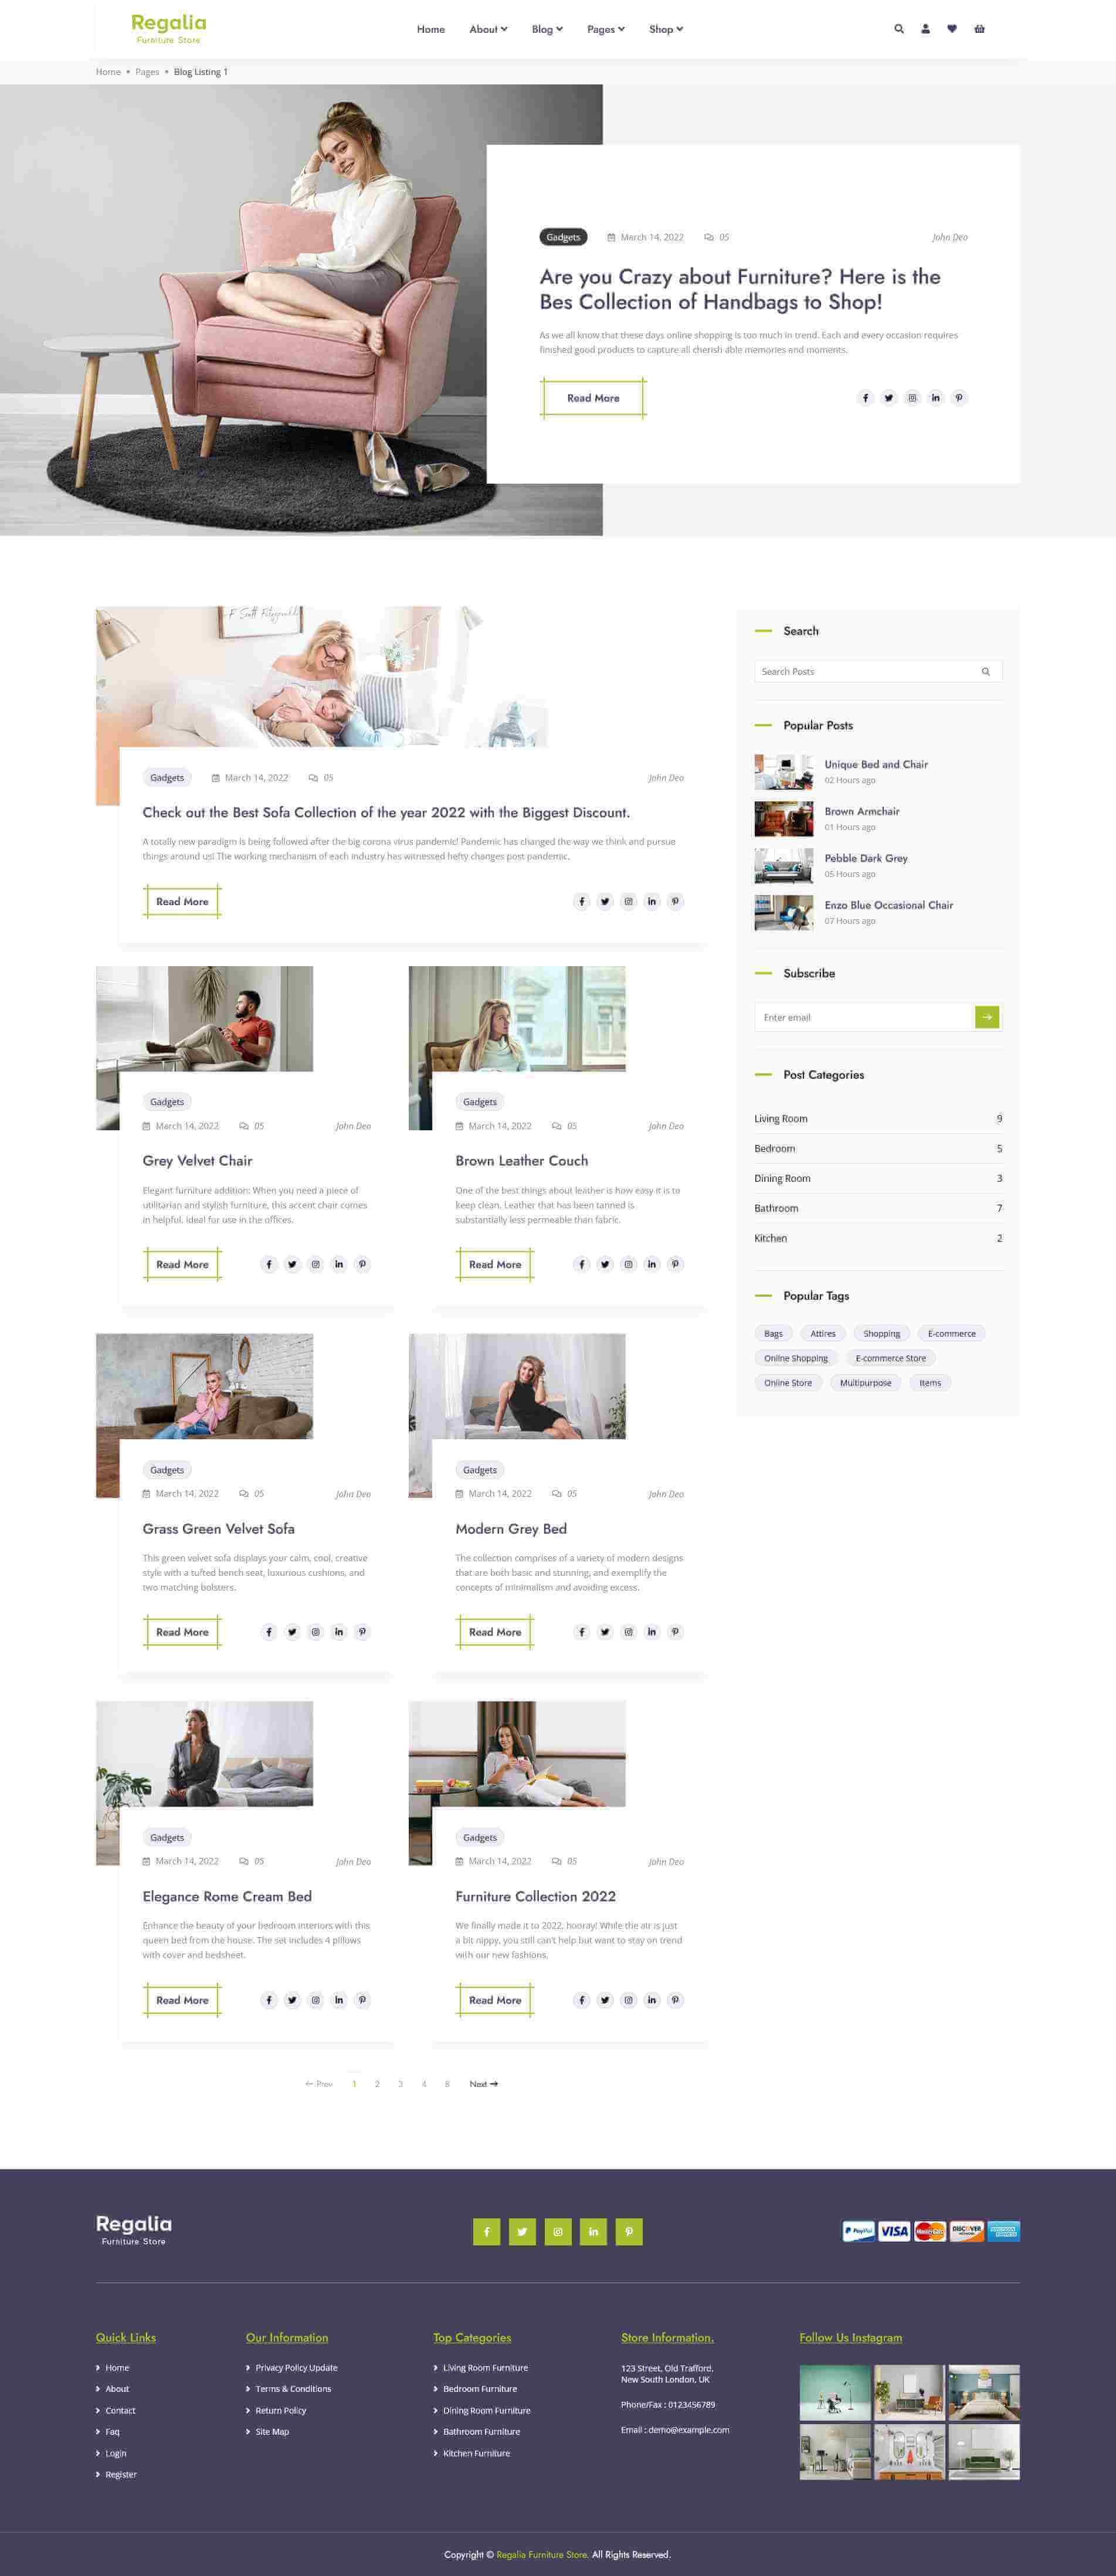 Regalia
Furniture Store
Home About Blog Pages Shop
Home • Pages • Blog Listing 1
Gadgets March 14, 2022 05 John Deo
Are you Crazy about Furniture? Here is the
Bes Collection of Handbags to Shop!
As we all know that these days online shopping is too much in trend. Each and every occasion requires
finished good products to capture all cherish able memories and moments.
Read More
F Scott Fitzgerald
Gadgets March 14, 2022 05 John Deo
Check out the Best Sofa Collection of the year 2022 with the Biggest Discount.
A totally new paradigm is being followed after the big corona virus pandemic! Pandemic has changed the way we think and pursue
things around us! The working mechanism of each industry has witnessed hefty changes post pandemic.
Read More
Gadgets
March 14, 2022 05 John Deo
Grey Velvet Chair
Elegant furniture addition: When you need a piece of
utilitarian and stylish furniture, this accent chair comes
in helpful. ideal for use in the offices.
Read More
Gadgets
March 14, 2022 05 John Deo
Brown Leather Couch
One of the best things about leather is how easy it is to
keep clean. Leather that has been tanned is
substantially less permeable than fabric.
Read More
Gadgets
March 14, 2022 05 John Deo
Grass Green Velvet Sofa
This green velvet sofa displays your calm, cool, creative
style with a tufted bench seat, luxurious cushions, and
two matching bolsters.
Read More
Gadgets
March 14, 2022 05 John Deo
Modern Grey Bed
The collection comprises of a variety of modern designs
that are both basic and stunning, and exemplify the
concepts of minimalism and avoiding excess.
Read More
Gadgets
March 14, 2022 05 John Deo
Elegance Rome Cream Bed
Enhance the beauty of your bedroom interiors with this
queen bed from the house. The set includes 4 pillows
with cover and bedsheet.
Read More
Gadgets
March 14, 2022 05 John Deo
Furniture Collection 2022
We finally made it to 2022, hooray! While the air is just
a bit nippy, you still can't help but want to stay on trend
with our new fashions.
Read More
← Prev 1 2 3 4 8 Next →
Search
Search Posts
Popular Posts
Unique Bed and Chair
02 Hours ago
Brown Armchair
01 Hours ago
Pebble Dark Grey
05 Hours ago
Enzo Blue Occasional Chair
07 Hours ago
Subscribe
Enter email
Post Categories
Living Room 9
Bedroom 5
Dining Room 3
Bathroom 7
Kitchen 2
Popular Tags
Bags Attires Shopping E-commerce
Online Shopping E-commerce Store
Online Store Multipurpose Items
Regalia
Furniture Store
PayPal VISA MasterCard DISCOVER AMERICAN EXPRESS
Quick Links
Home
About
Contact
Faq
Login
Register
Our Information
Privacy Policy Update
Terms & Conditions
Return Policy
Site Map
Top Categories
Living Room Furniture
Bedroom Furniture
Dining Room Furniture
Bathroom Furniture
Kitchen Furniture
Store Information.
123 Street, Old Trafford,
New South London, UK
Phone/Fax : 0123456789
Email : demo@example.com
Follow Us Instagram
Copyright © Regalia Furniture Store. All Rights Reserved.